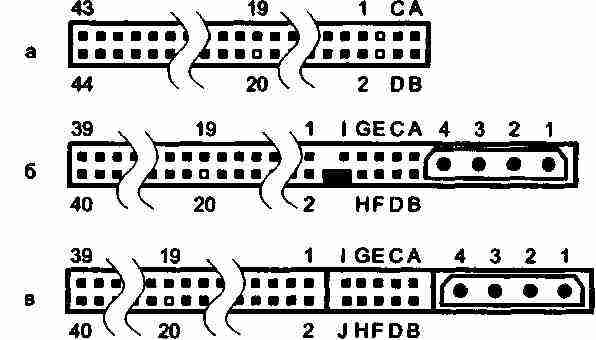 43 19 1 C A
а
44 20 2 D B
39 19 1 I G E C A 4 3 2 1
б
40 20 2 H F D B
39 19 1 I G E C A 4 3 2 1
в
40 20 2 J H F D B